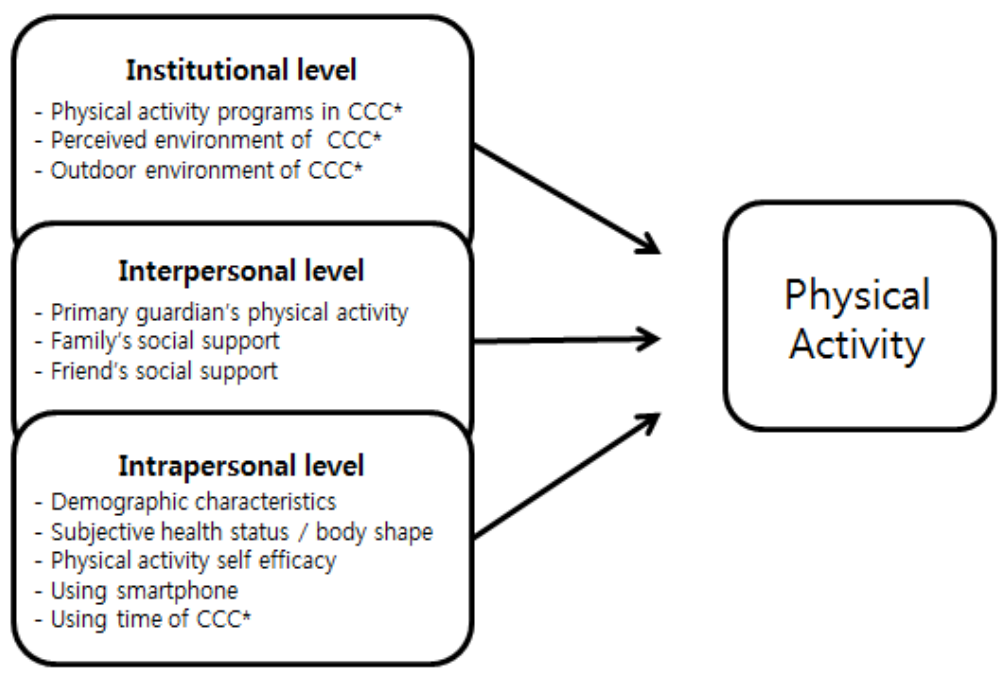 Institutional level
- Physical activity programs in CCC*
- Perceived environment of CCC*
- Outdoor environment of CCC*
Interpersonal level
- Primary guardian's physical activity
- Family's social support
- Friend's social support
Intrapersonal level
- Demographic characteristics
- Subjective health status / body shape
- Physical activity self efficacy
- Using smartphone
- Using time of CCC*
Physical
Activity